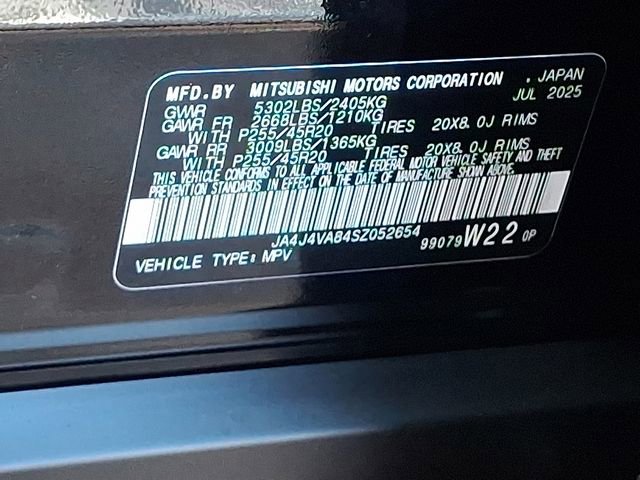 MFD.BY MITSUBISHI MOTORS CORPORATION , JAPAN
GVWR 5302LBS/2405KG JUL 2025
GAWR FR 2668LBS/1210KG
WITH P255/45R20 TIRES 20X8.0J RIMS
GAWR RR 3009LBS/1365KG
WITH P255/45R20 TIRES 20X8.0J RIMS
THIS VEHICLE CONFORMS TO ALL APPLICABLE FEDERAL MOTOR VEHICLE SAFETY AND THEFT
PREVENTION STANDARDS IN EFFECT ON THE DATE OF MANUFACTURE SHOWN ABOVE.
JA4J4VA84SZ052654
99079 W22 0P
VEHICLE TYPE: MPV